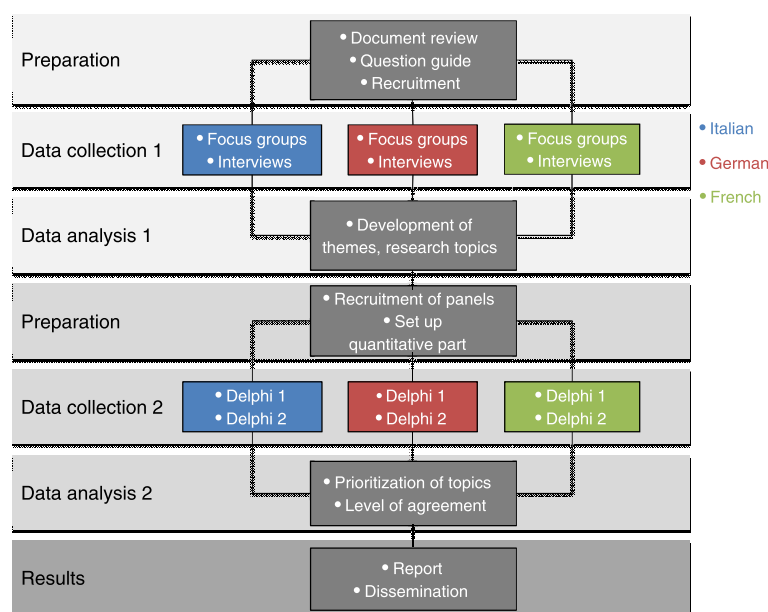 • Document review
Preparation
• Question guide
• Recruitment
• Focus groups
• Interviews
• Focus groups
• Interviews
• Focus groups
• Interviews
Data collection 1
• Italian
• German
• French
Data analysis 1
• Development of
themes, research topics
Preparation
• Recruitment of panels
• Set up
quantitative part
Data collection 2
• Delphi 1
• Delphi 2
• Delphi 1
• Delphi 2
• Delphi 1
• Delphi 2
Data analysis 2
• Prioritization of topics
• Level of agreement
Results
• Report
• Dissemination